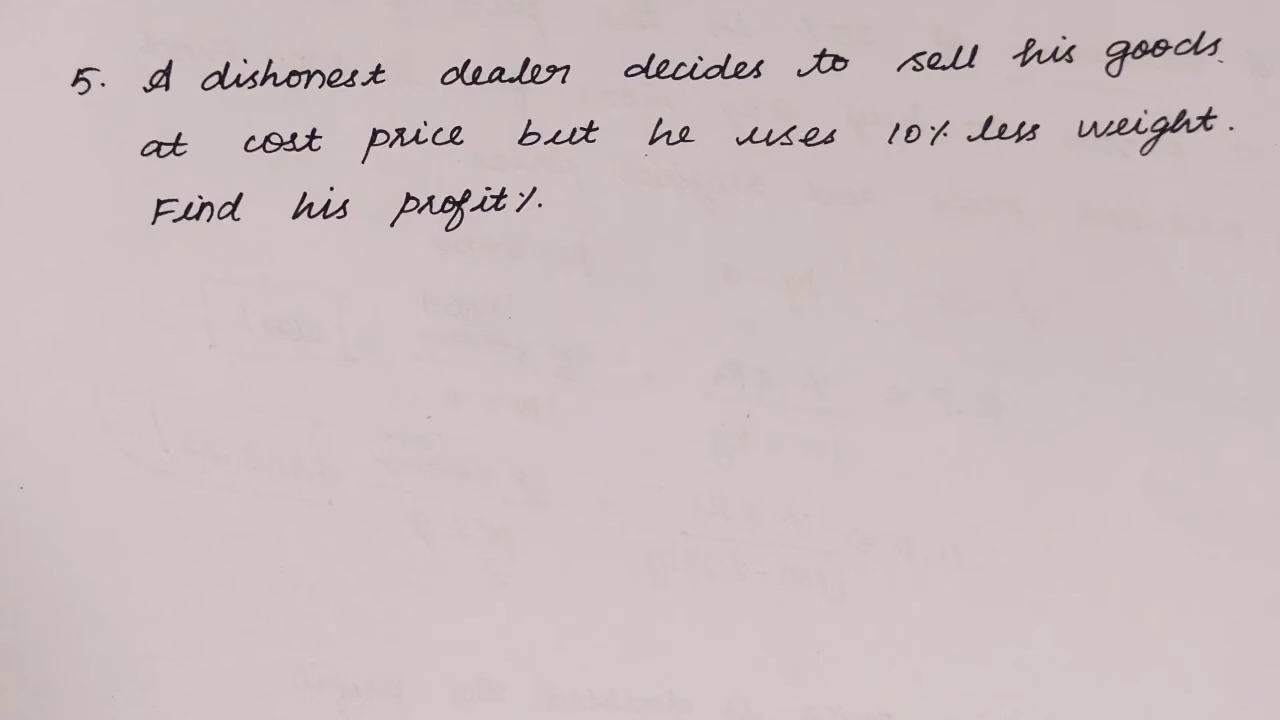 5. A dishonest dealer decides to sell his goods
at cost price but he uses 10% less weight.
Find his profit%.